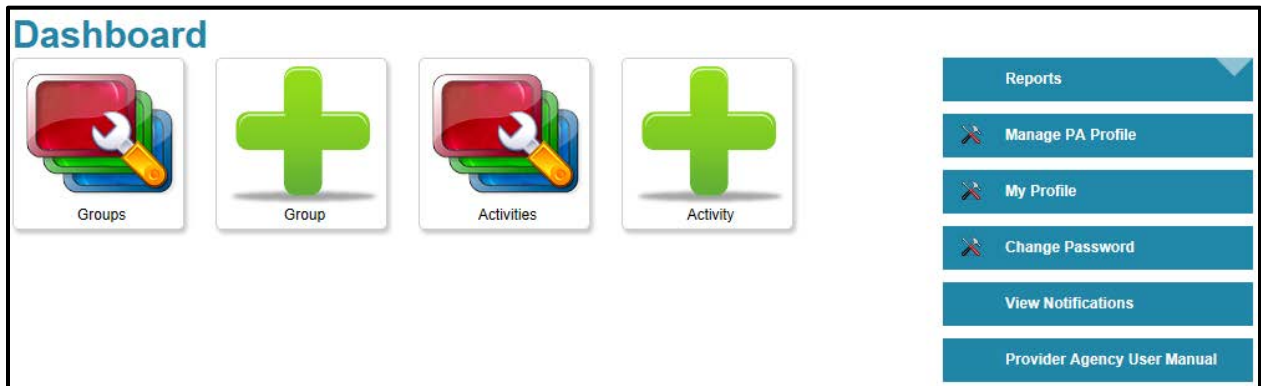 Dashboard
Groups
Group
Activities
Activity
Reports
Manage PA Profile
My Profile
Change Password
View Notifications
Provider Agency User Manual